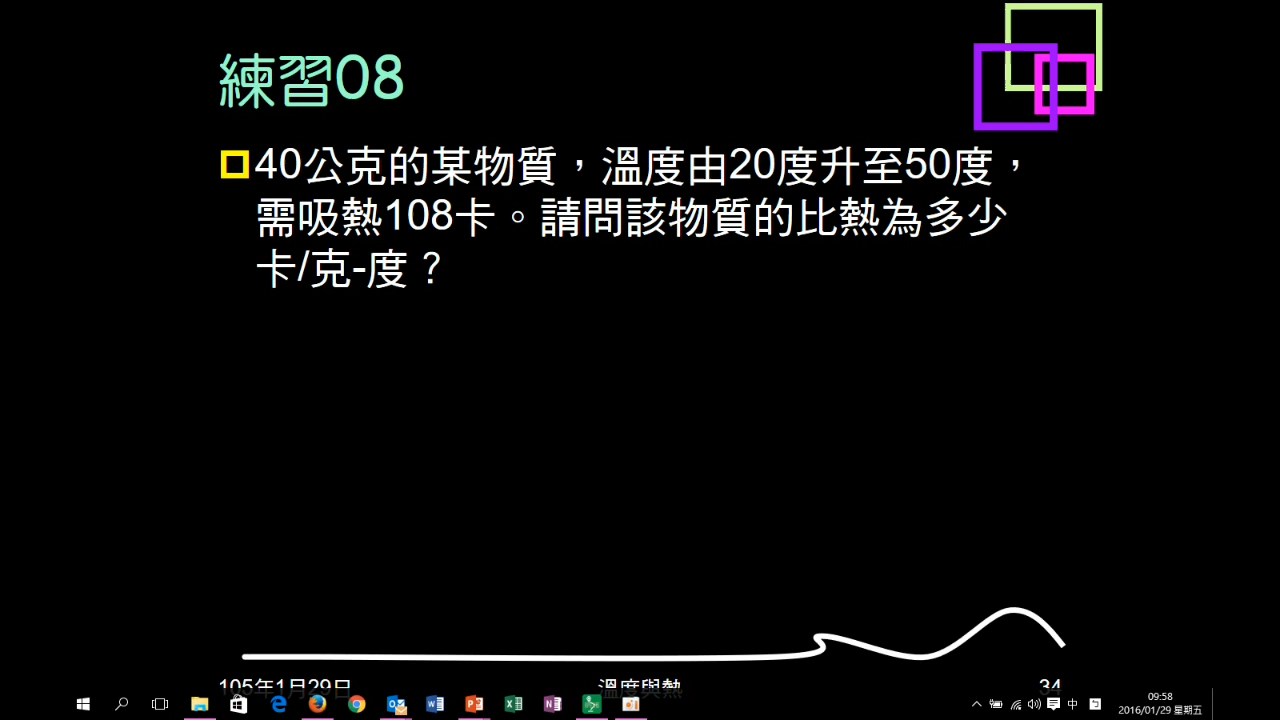 練習08
40公克的某物質，溫度由20度升至50度，
需吸熱108卡。請問該物質的比熱為多少
卡/克-度？
105年1月29日
溫度與熱
34
09:58
中
2016/01/29 星期五